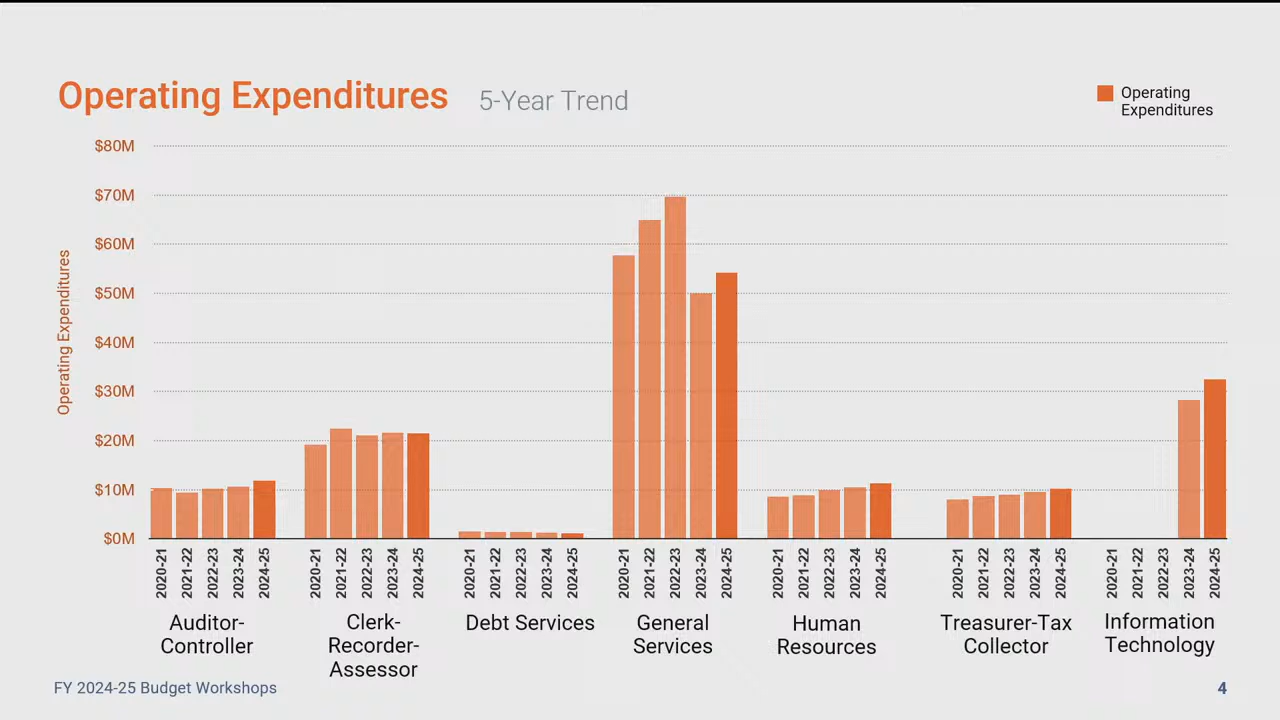 Operating Expenditures 5-Year Trend
Operating
Expenditures
Operating Expenditures
$80M
$70M
$60M
$50M
$40M
$30M
$20M
$10M
$0M
2020-21 2021-22 2022-23 2023-24 2024-25 2020-21 2021-22 2022-23 2023-24 2024-25 2020-21 2021-22 2022-23 2023-24 2024-25 2020-21 2021-22 2022-23 2023-24 2024-25 2020-21 2021-22 2022-23 2023-24 2024-25 2020-21 2021-22 2022-23 2023-24 2024-25 2020-21 2021-22 2022-23 2023-24 2024-25
Auditor-
Controller
Clerk-
Recorder-
Assessor
Debt Services
General
Services
Human
Resources
Treasurer-Tax
Collector
Information
Technology
FY 2024-25 Budget Workshops
4